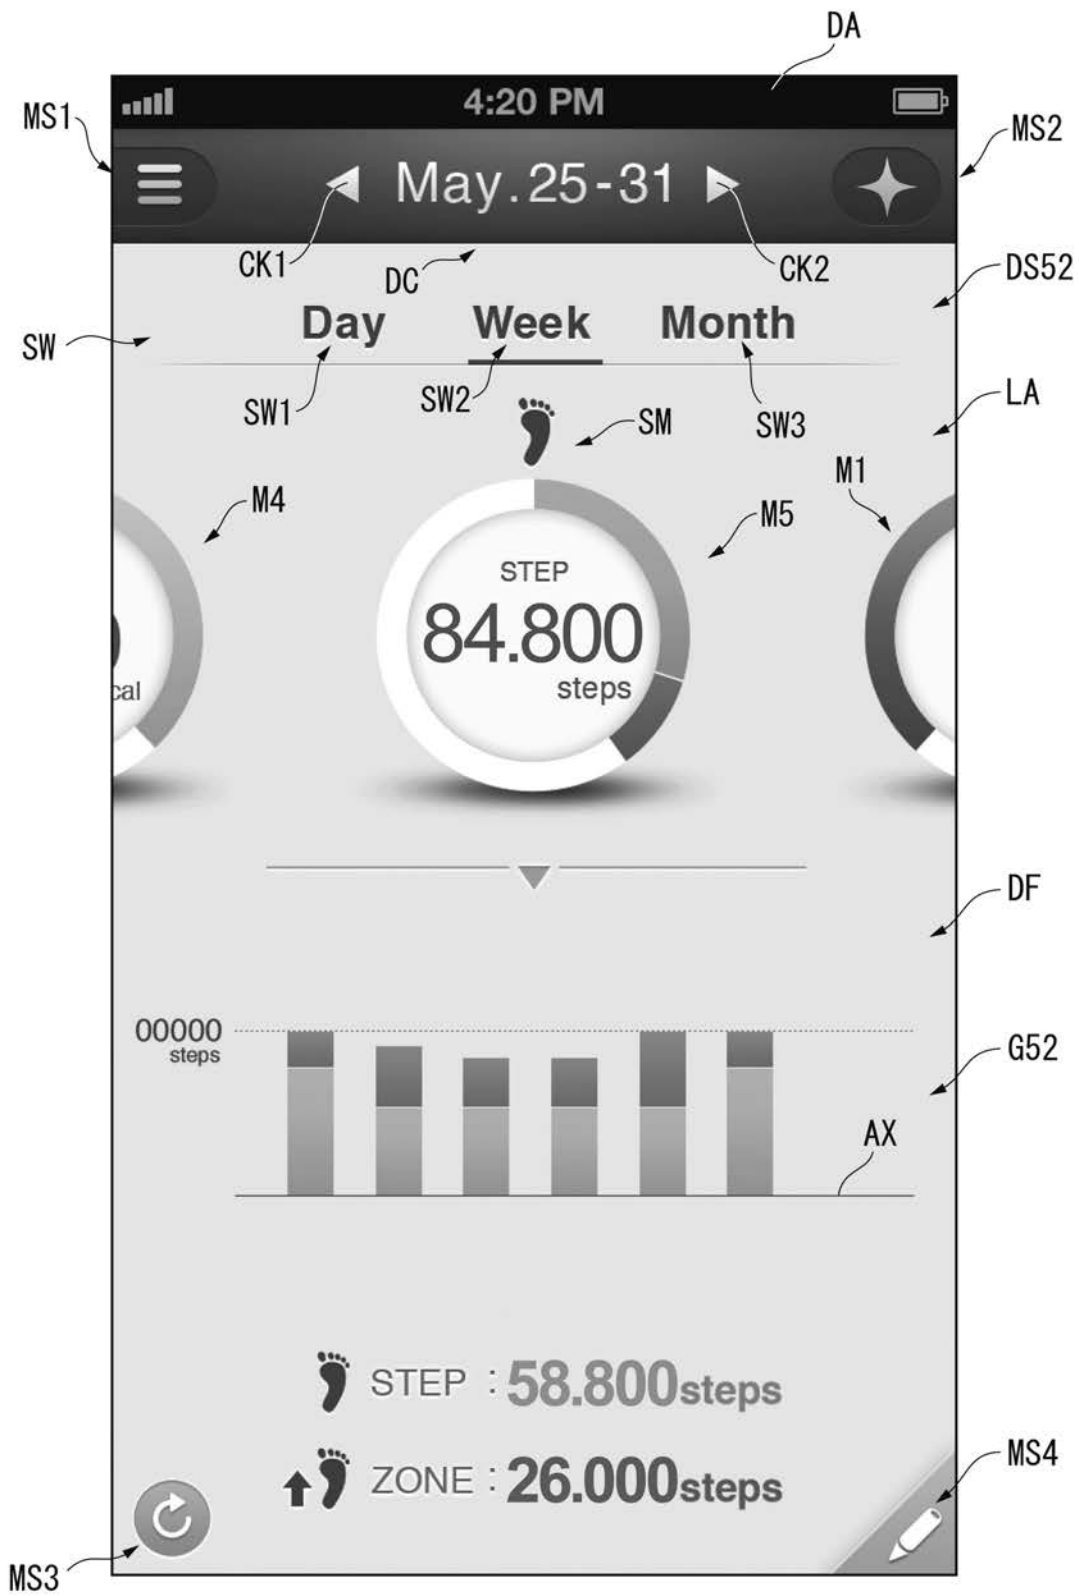 DA
4:20 PM
MS1
MS2
May.25-31
CK1
DC
CK2
DS52
Day Week Month
SW
SW1
SW2
SW3
LA
SM
M4
M5
M1
STEP
84.800
steps
cal
DF
00000
steps
G52
AX
STEP : 58.800steps
ZONE : 26.000steps
MS4
MS3